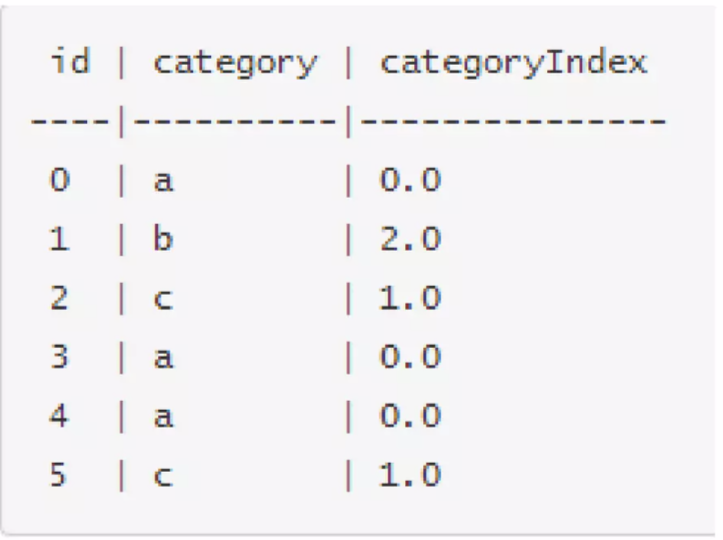 id | category | categoryIndex
----|----------|---------------
0 | a | 0.0
1 | b | 2.0
2 | c | 1.0
3 | a | 0.0
4 | a | 0.0
5 | c | 1.0